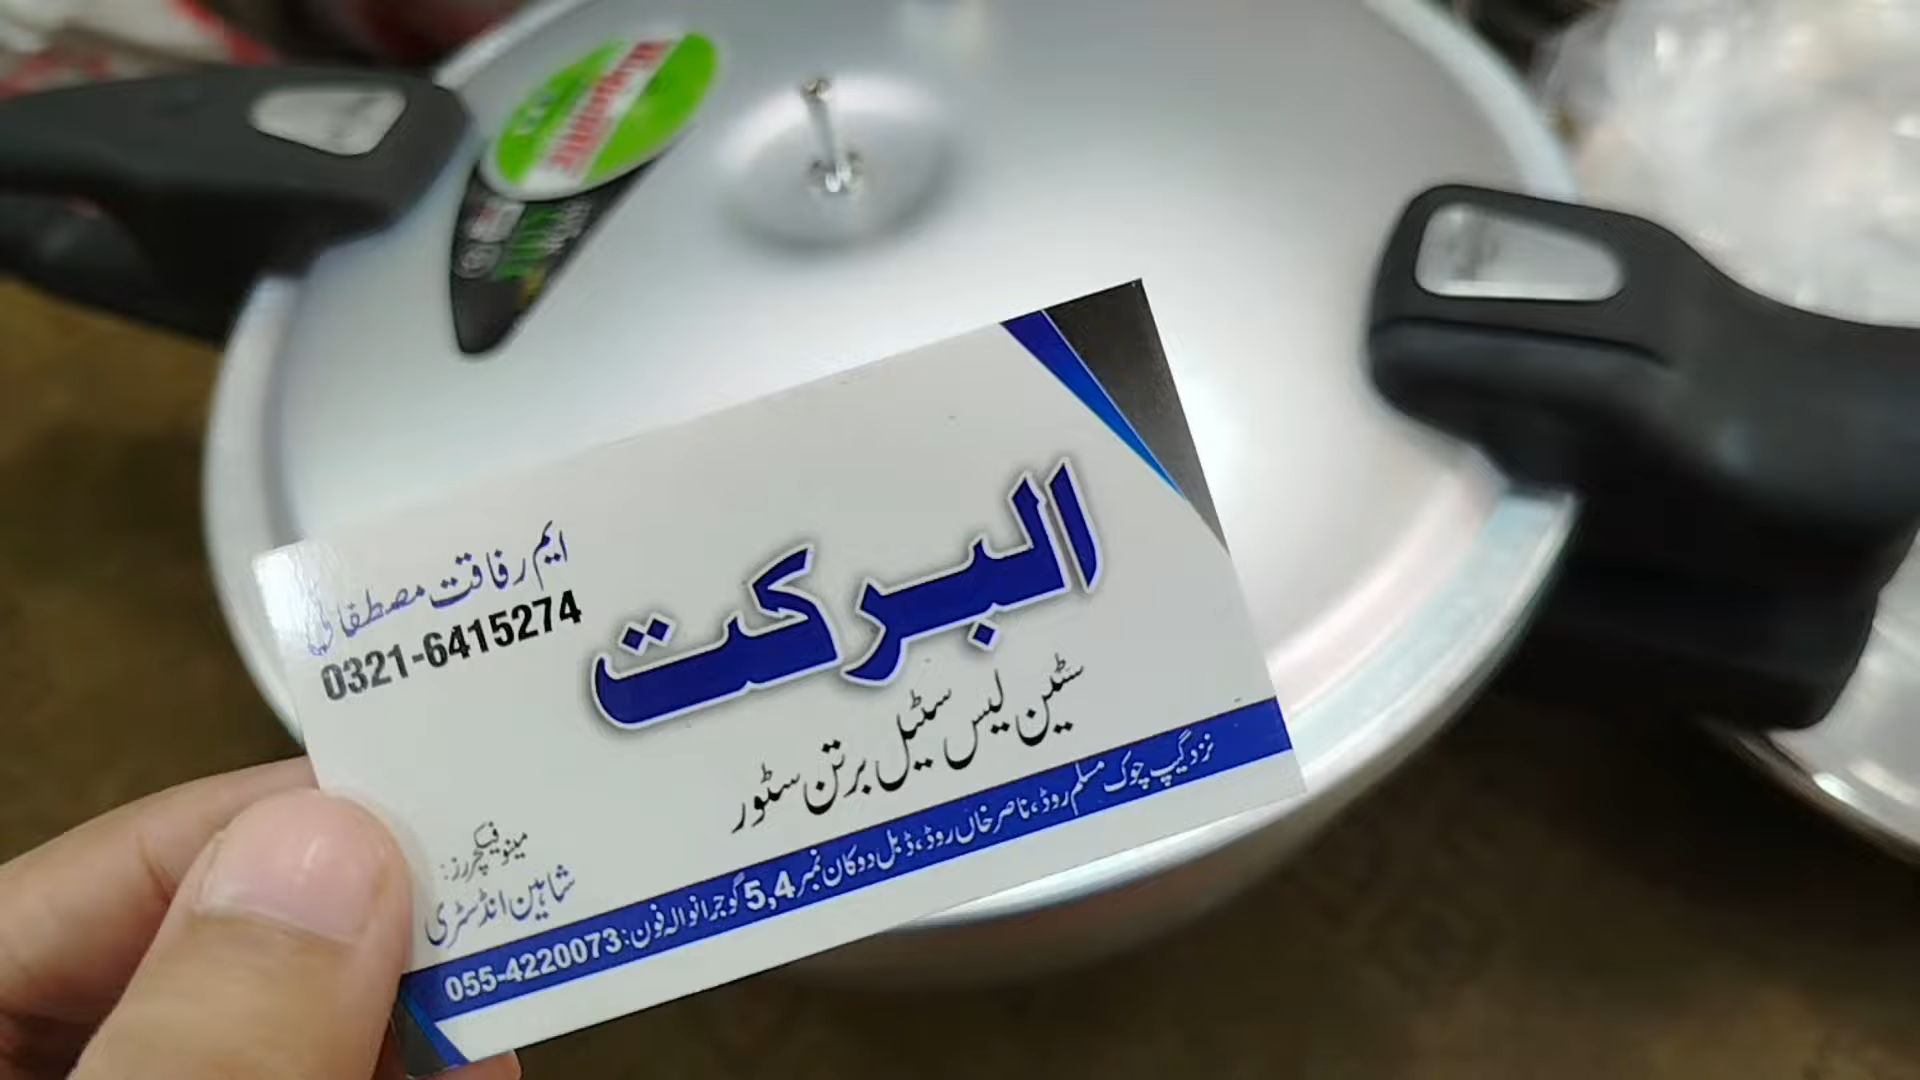 البرکت
سٹین لیس سٹیل برتن سٹور
ایم رفاقت مصطفائی
0321-6415274
مینوفیکچررز:
شاہین انڈسٹری
نزد گیپ چوک مسلم روڈ، ناصر خاں روڈ، ڈبل دوکان نمبر 5,4 گوجرانوالہ فون: 055-4220073